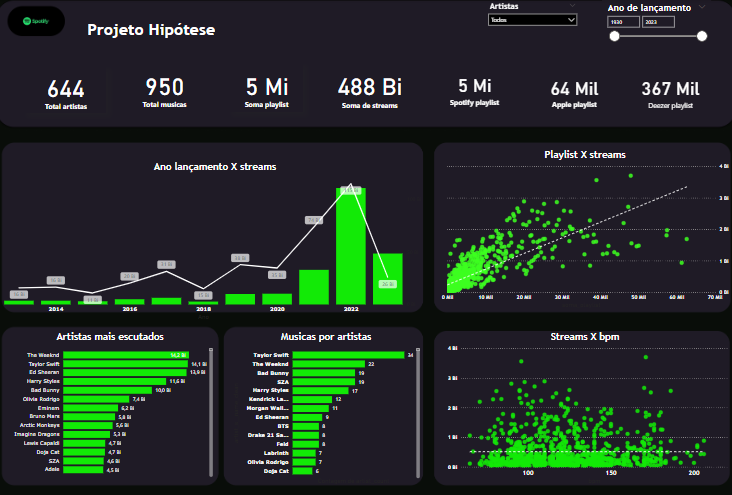 Spotify
Projeto Hipótese
Artistas
Todos
Ano de lançamento
1930
2023
644
Total artistas
950
Total musicas
5 Mi
Soma playlist
488 Bi
Soma de streams
5 Mi
Spotify playlist
64 Mil
Apple playlist
367 Mil
Deezer playlist
Ano lançamento X streams
2014
2016
2018
2020
2022
Playlist X streams
4 Bi
3 Bi
2 Bi
1 Bi
0 Bi
0 Mil
10 Mil
20 Mil
30 Mil
40 Mil
50 Mil
60 Mil
70 Mil
Artistas mais escutados
The Weeknd 14,2 Bi
Taylor Swift 14,1 Bi
Ed Sheeran 13,9 Bi
Harry Styles 11,6 Bi
Bad Bunny 10,0 Bi
Olivia Rodrigo 7,4 Bi
Eminem 6,2 Bi
Bruno Mars 5,8 Bi
Arctic Monkeys 5,6 Bi
Imagine Dragons 5,3 Bi
Lewis Capaldi 4,7 Bi
Doja Cat 4,7 Bi
SZA 4,6 Bi
Adele 4,5 Bi
Musicas por artistas
Taylor Swift 34
The Weeknd 22
Bad Bunny 19
SZA 19
Harry Styles 17
Kendrick La... 12
Morgan Wall... 11
Ed Sheeran 9
BTS 8
Drake 21 Sa... 8
Feid 8
Labrinth 7
Olivia Rodrigo 7
Doja Cat 6
Streams X bpm
4 Bi
3 Bi
2 Bi
1 Bi
0 Bi
100
150
200